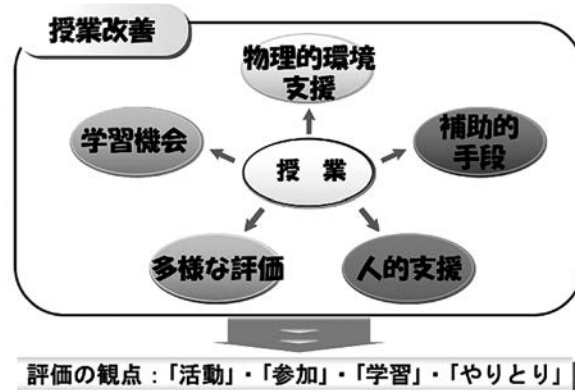 授業改善
物理的環境
支援
学習機会
補助的
手段
授 業
多様な評価
人的支援
評価の観点:「活動」・「参加」・「学習」・「やりとり」